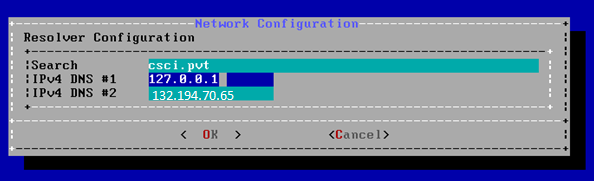 Network Configuration
Resolver Configuration
Search csci.pvt
IPv4 DNS #1 127.0.0.1
IPv4 DNS #2 132.194.70.65
< OK > <Cancel>